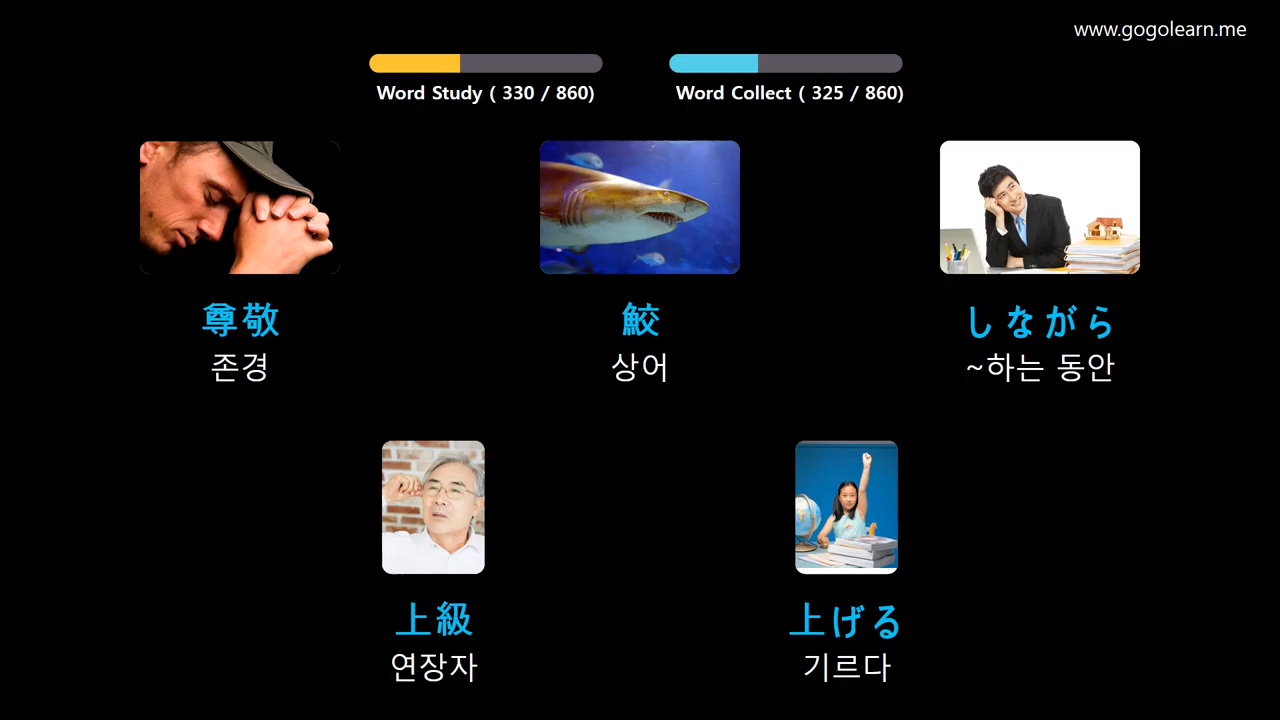 www.gogolearn.me
Word Study ( 330 / 860)
Word Collect ( 325 / 860)
尊敬
존경
鮫
상어
しながら
~하는 동안
上級
연장자
上げる
기르다